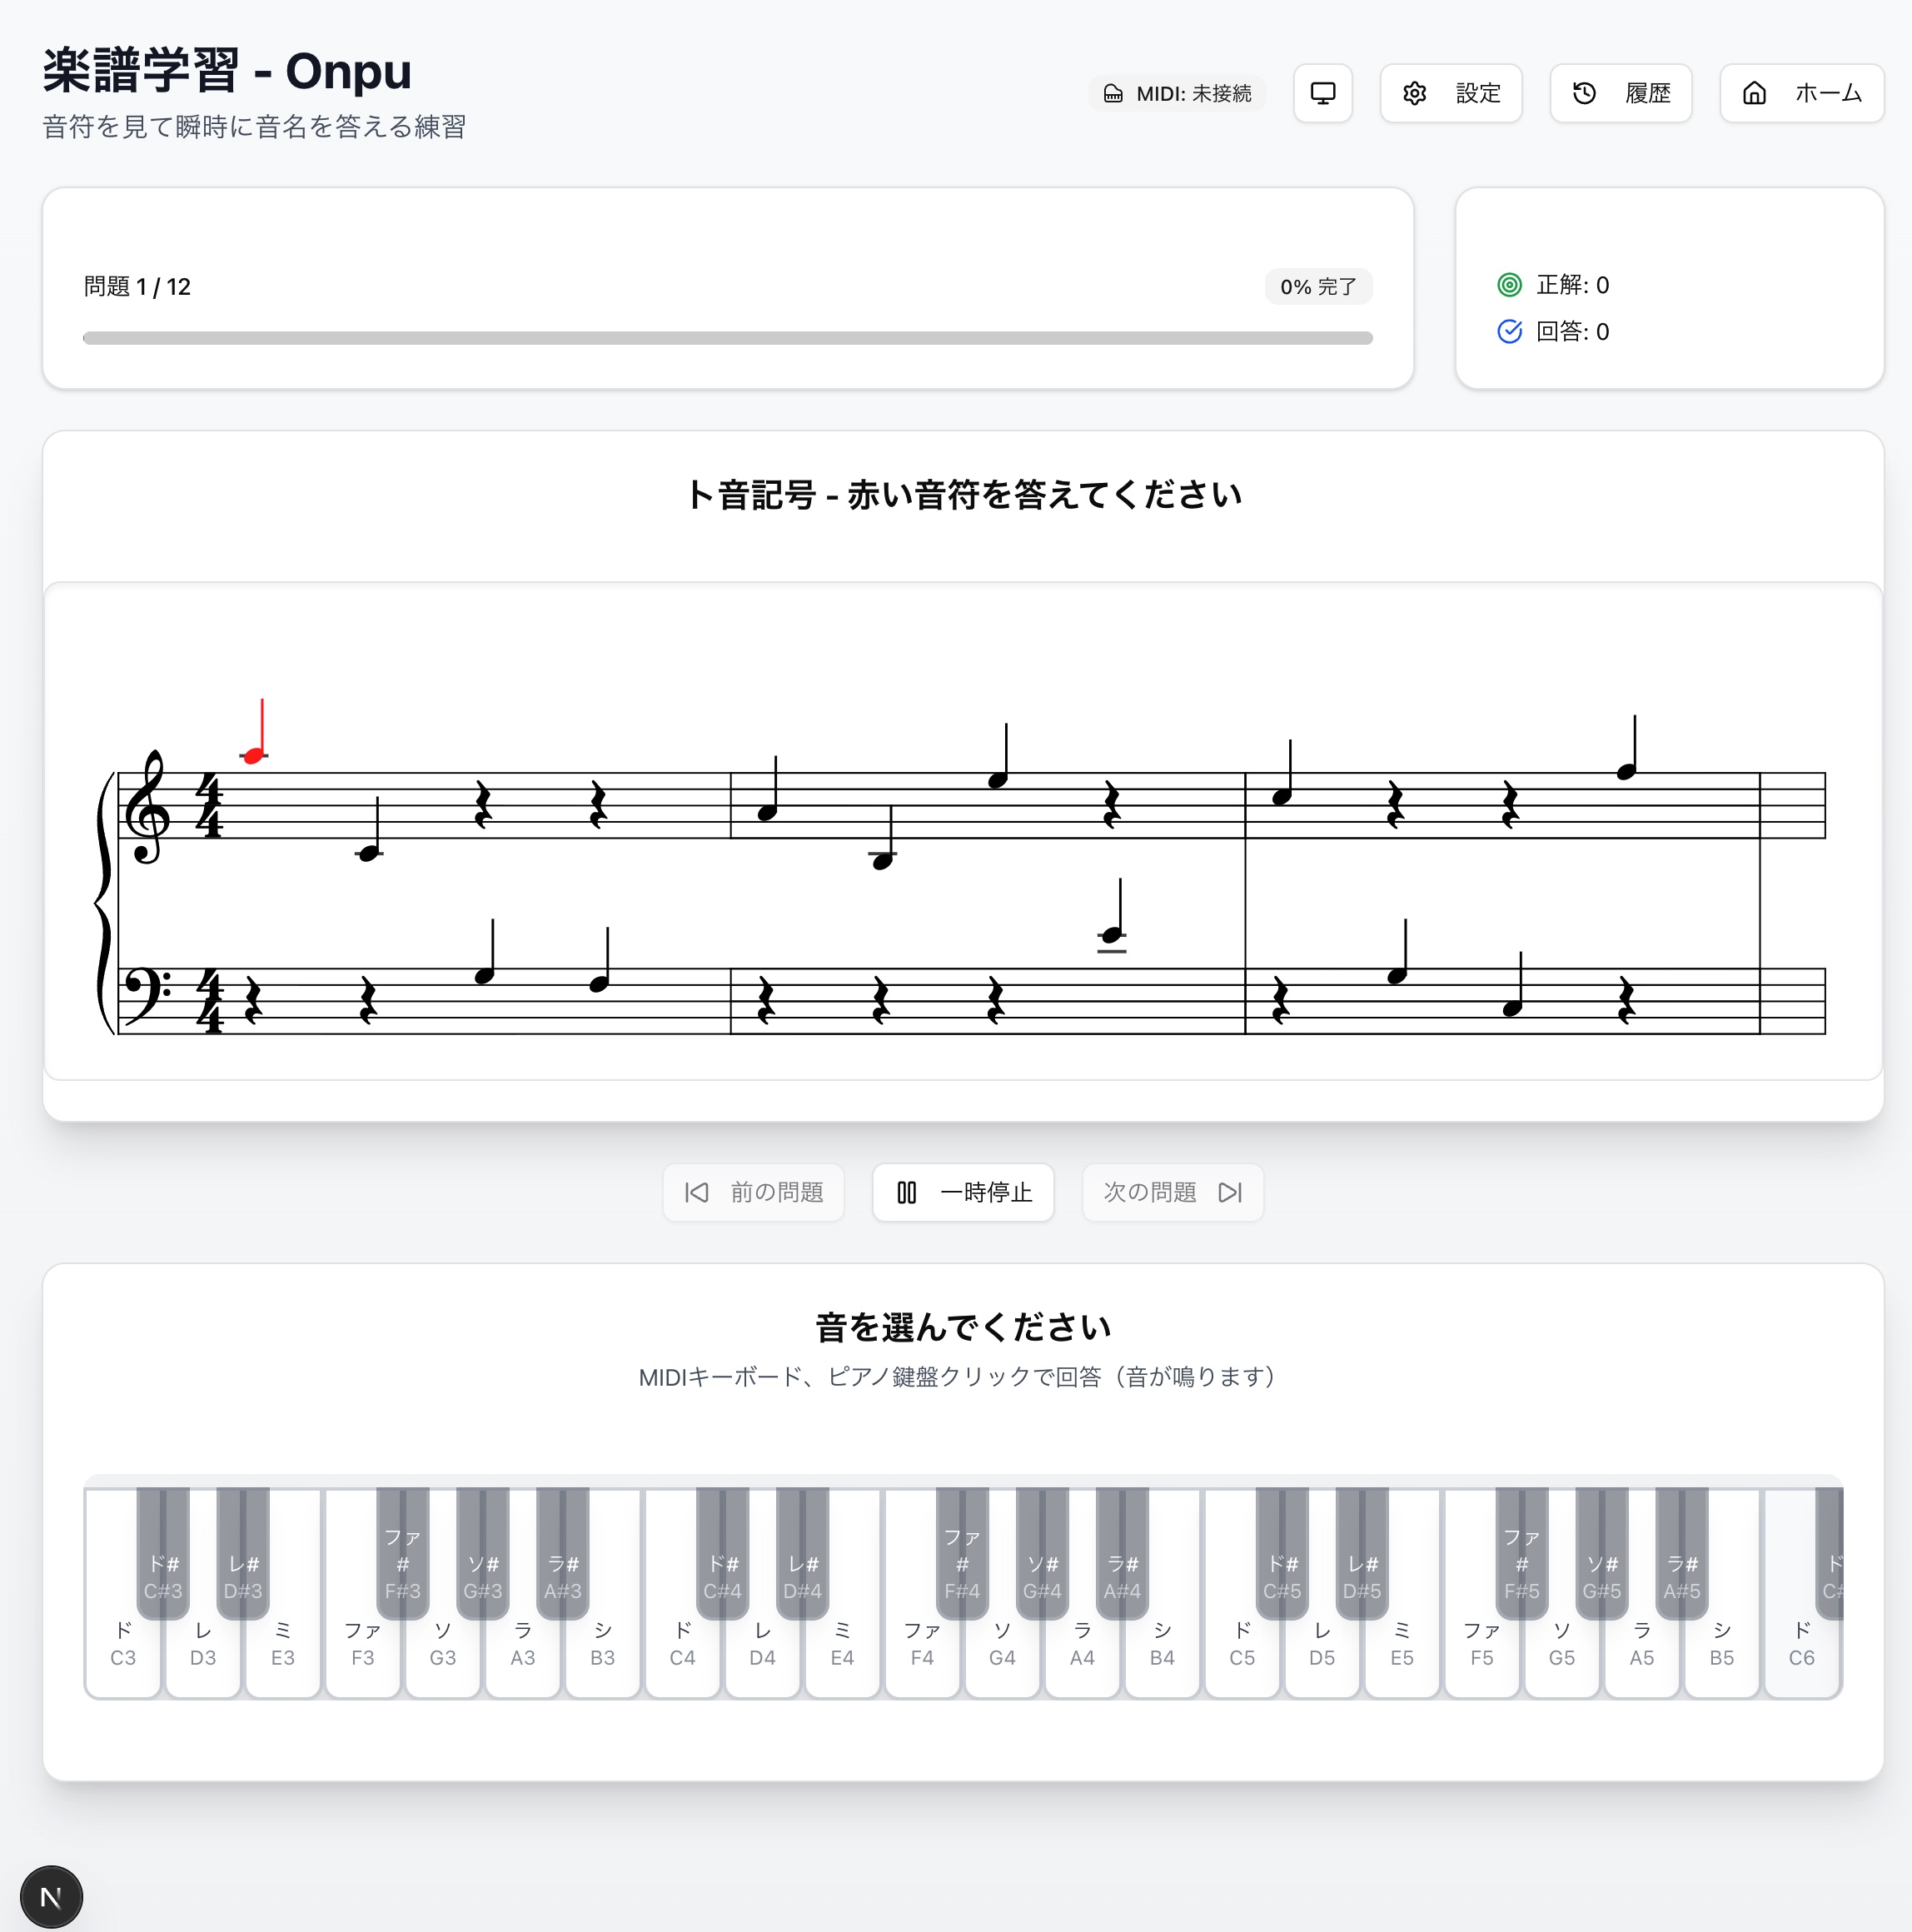 楽譜学習 - Onpu
音符を見て瞬時に音名を答える練習
MIDI: 未接続
設定
履歴
ホーム
問題 1 / 12
0% 完了
正解: 0
回答: 0
ト音記号 - 赤い音符を答えてください
4
4
4
4
前の問題
一時停止
次の問題
音を選んでください
MIDIキーボード、ピアノ鍵盤クリックで回答（音が鳴ります）
ド# レ# ファ# ソ# ラ# ド# レ# ファ# ソ# ラ# ド# レ# ファ# ソ# ラ# ド
C#3 D#3 F#3 G#3 A#3 C#4 D#4 F#4 G#4 A#4 C#5 D#5 F#5 G#5 A#5 C#
ド レ ミ ファ ソ ラ シ ド レ ミ ファ ソ ラ シ ド レ ミ ファ ソ ラ シ ド
C3 D3 E3 F3 G3 A3 B3 C4 D4 E4 F4 G4 A4 B4 C5 D5 E5 F5 G5 A5 B5 C6
N